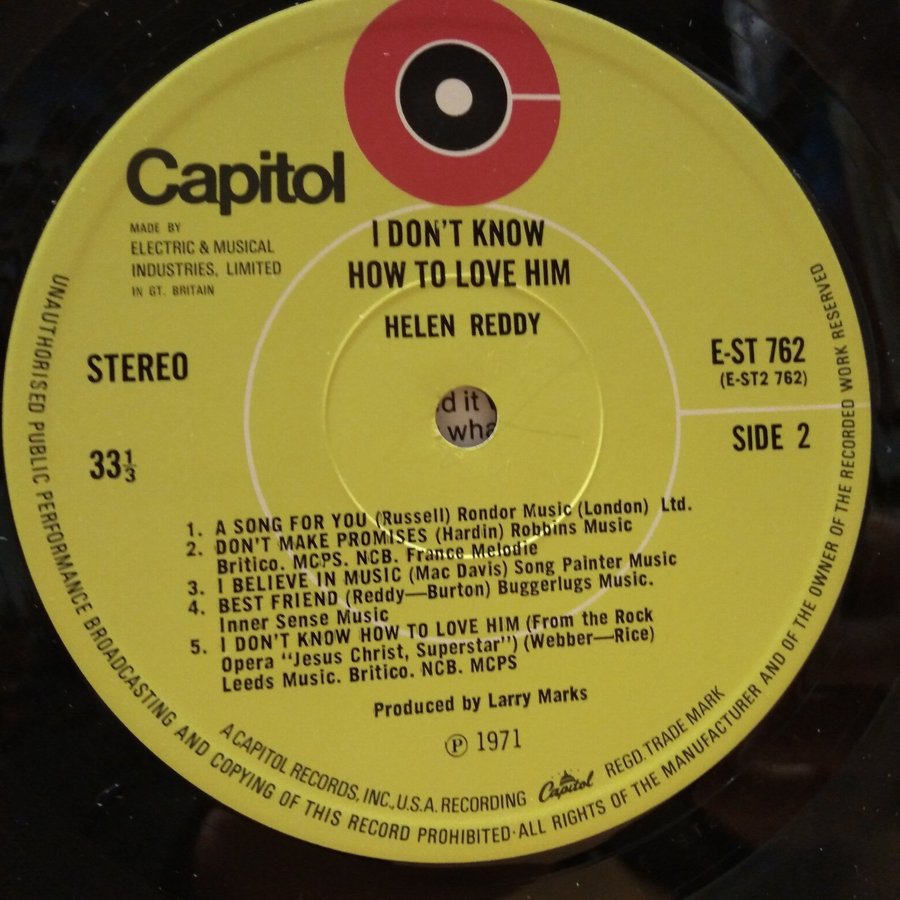 Capitol
MADE BY
ELECTRIC & MUSICAL
INDUSTRIES, LIMITED
IN GT. BRITAIN
I DON'T KNOW
HOW TO LOVE HIM
HELEN REDDY
STEREO
33⅓
E-ST 762
(E-ST2 762)
SIDE 2
d it
wha
1. A SONG FOR YOU (Russell) Rondor Music (London) Ltd.
2. DON'T MAKE PROMISES (Hardin) Robbins Music
Britico. MCPS. NCB. France Melodie
3. I BELIEVE IN MUSIC (Mac Davis) Song Painter Music
4. BEST FRIEND (Reddy—Burton) Buggerlugs Music.
Inner Sense Music
5. I DON'T KNOW HOW TO LOVE HIM (From the Rock
Opera "Jesus Christ, Superstar") (Webber—Rice)
Leeds Music. Britico. NCB. MCPS
Produced by Larry Marks
Ⓟ 1971
A CAPITOL RECORDS, INC., U.S.A. RECORDING Capitol REGD. TRADE MARK
UNAUTHORISED PUBLIC PERFORMANCE BROADCASTING AND COPYING OF THIS RECORD PROHIBITED·ALL RIGHTS OF THE MANUFACTURER AND OF THE OWNER OF THE RECORDED WORK RESERVED